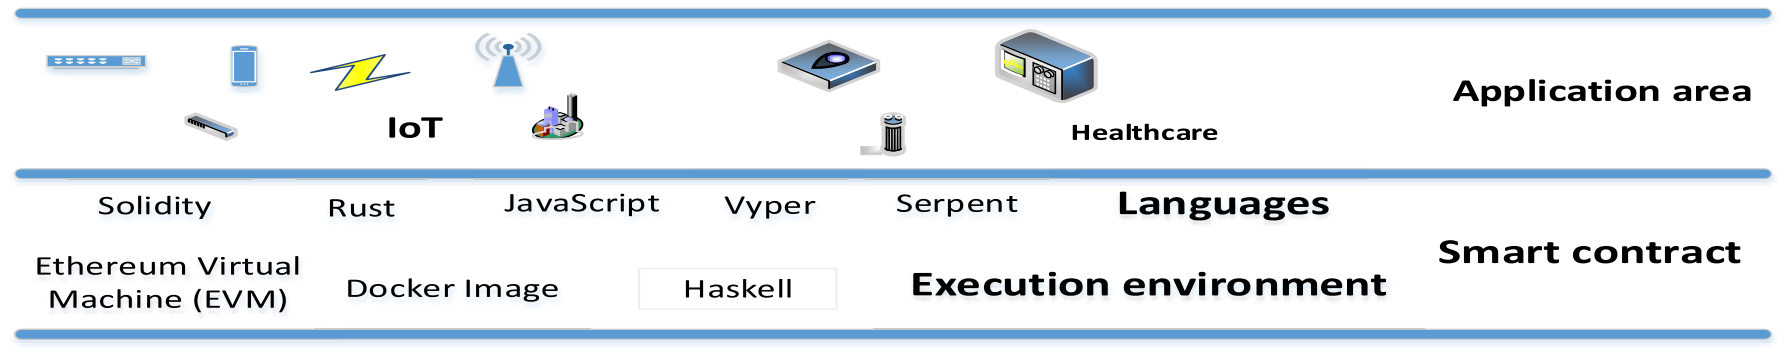 Application area
IoT
Healthcare
Solidity
Rust
JavaScript
Vyper
Serpent
Languages
Smart contract
Ethereum Virtual
Machine (EVM)
Docker Image
Haskell
Execution environment